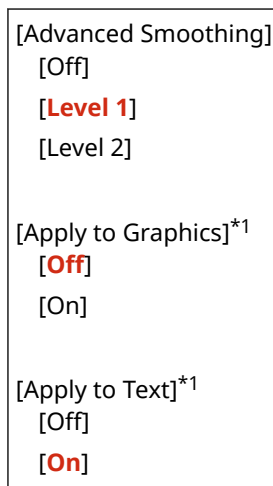 [Advanced Smoothing]
[Off]
[Level 1]
[Level 2]
[Apply to Graphics]*1
[Off]
[On]
[Apply to Text]*1
[Off]
[On]